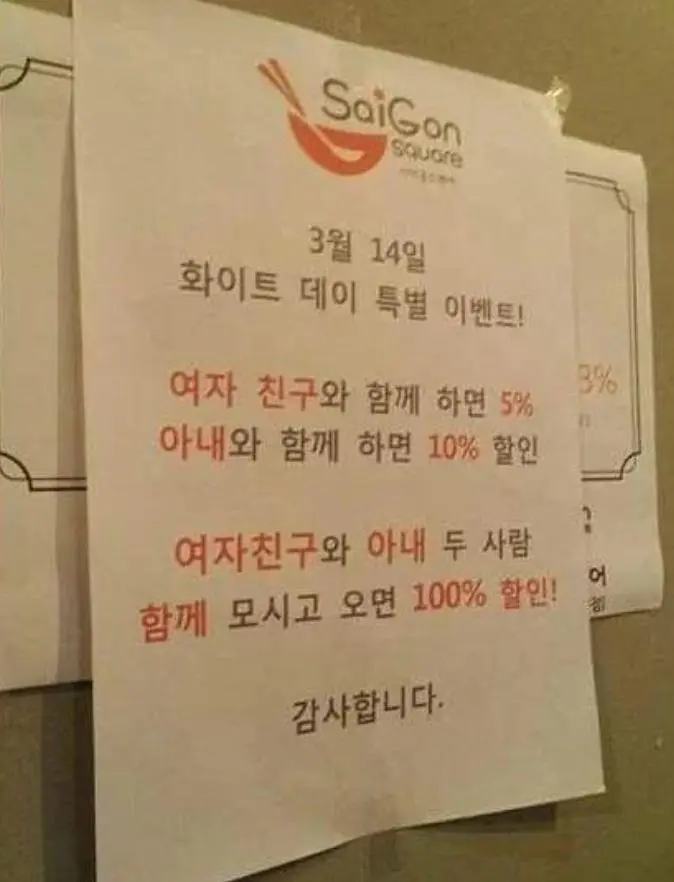 SaiGon
square
3월 14일
화이트 데이 특별 이벤트!
여자 친구와 함께 하면 5%
아내와 함께 하면 10% 할인
여자친구와 아내 두 사람
함께 모시고 오면 100% 할인!
감사합니다.
3%
어